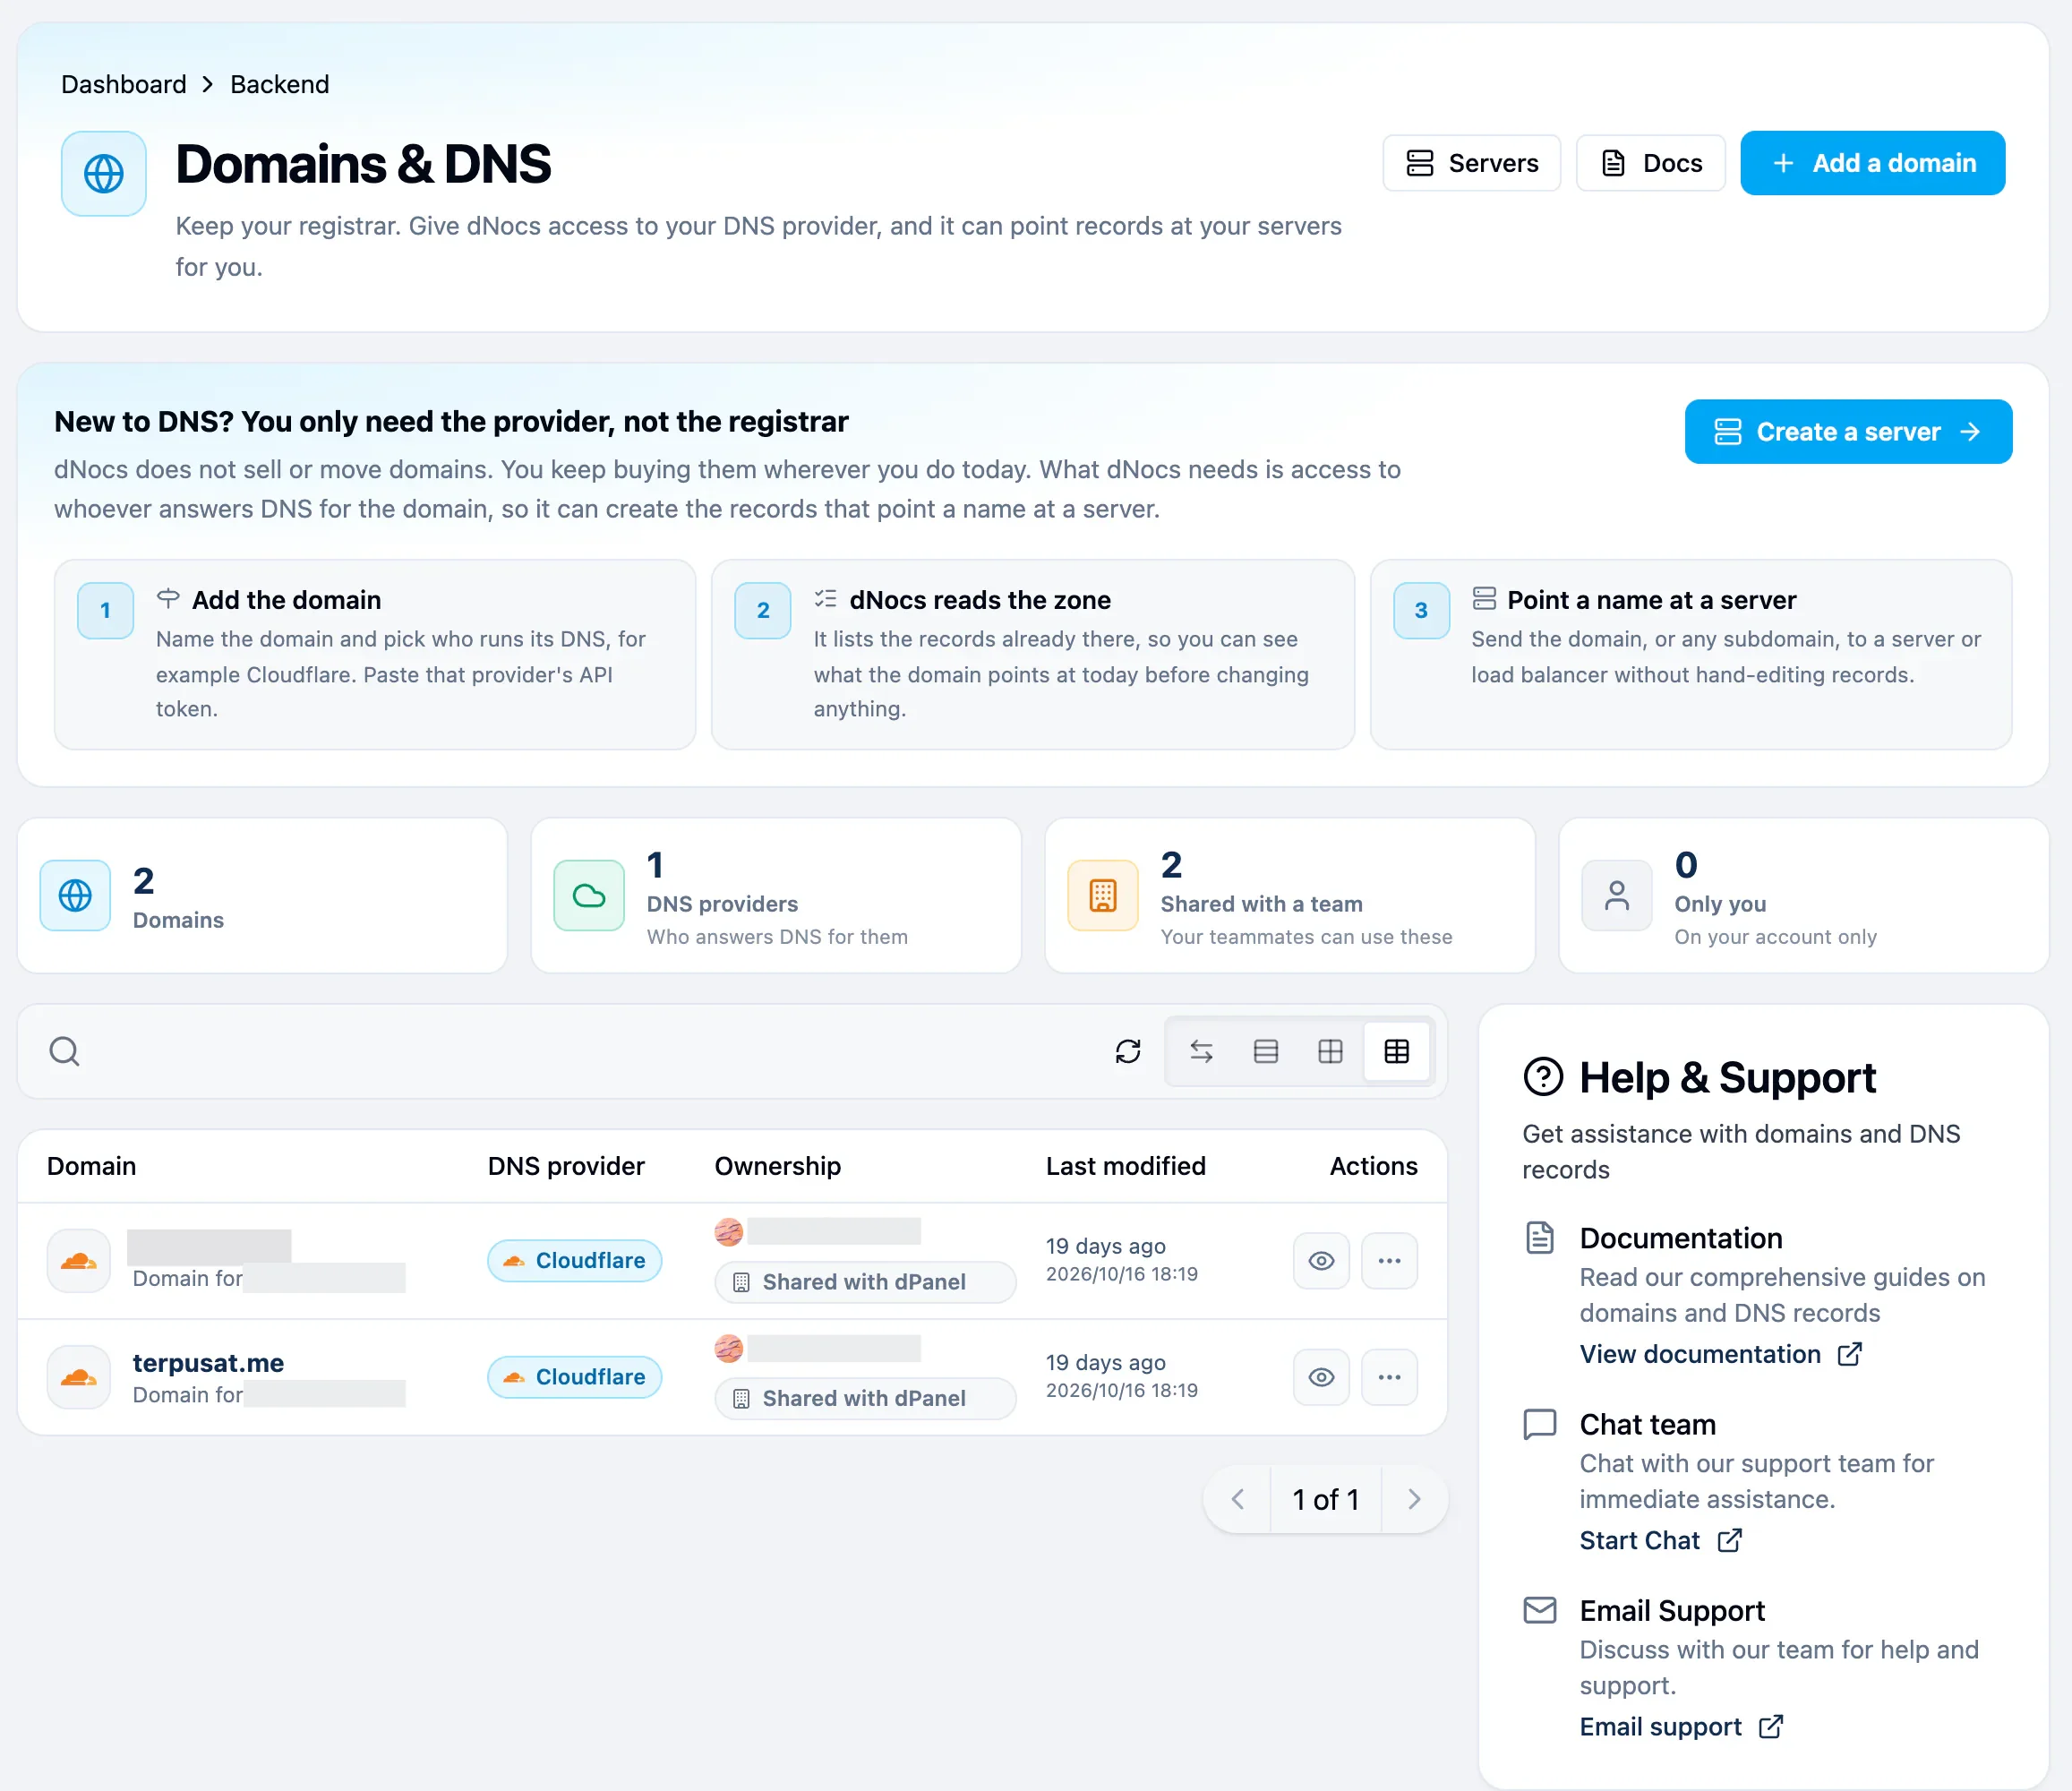 Dashboard > Backend
Domains & DNS
Keep your registrar. Give dNocs access to your DNS provider, and it can point records at your servers
for you.
Servers
Docs
+ Add a domain
New to DNS? You only need the provider, not the registrar
dNocs does not sell or move domains. You keep buying them wherever you do today. What dNocs needs is access to
whoever answers DNS for the domain, so it can create the records that point a name at a server.
Create a server →
1
Add the domain
Name the domain and pick who runs its DNS, for
example Cloudflare. Paste that provider's API
token.
2
dNocs reads the zone
It lists the records already there, so you can see
what the domain points at today before changing
anything.
3
Point a name at a server
Send the domain, or any subdomain, to a server or
load balancer without hand-editing records.
2
Domains
1
DNS providers
Who answers DNS for them
2
Shared with a team
Your teammates can use these
0
Only you
On your account only
Domain DNS provider Ownership Last modified Actions
Domain for
Cloudflare
Shared with dPanel
19 days ago
2026/10/16 18:19
terpusat.me
Domain for
Cloudflare
Shared with dPanel
19 days ago
2026/10/16 18:19
1 of 1
Help & Support
Get assistance with domains and DNS
records
Documentation
Read our comprehensive guides on
domains and DNS records
View documentation
Chat team
Chat with our support team for
immediate assistance.
Start Chat
Email Support
Discuss with our team for help and
support.
Email support